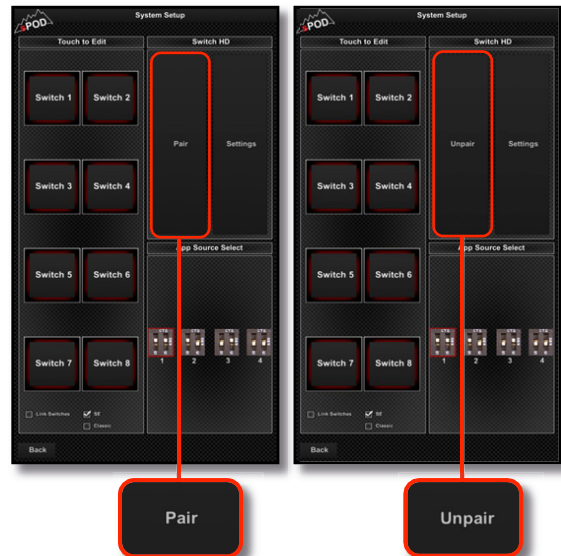 sPOD
System Setup
Touch to Edit
Switch HD
Switch 1
Switch 2
Pair
Settings
Switch 3
Switch 4
App Source Select
Switch 5
Switch 6
Switch 7
Switch 8
1
2
3
4
Link Switches
SE
Classic
Back
Pair
sPOD
System Setup
Touch to Edit
Switch HD
Switch 1
Switch 2
Unpair
Settings
Switch 3
Switch 4
App Source Select
Switch 5
Switch 6
Switch 7
Switch 8
1
2
3
4
Link Switches
SE
Classic
Back
Unpair